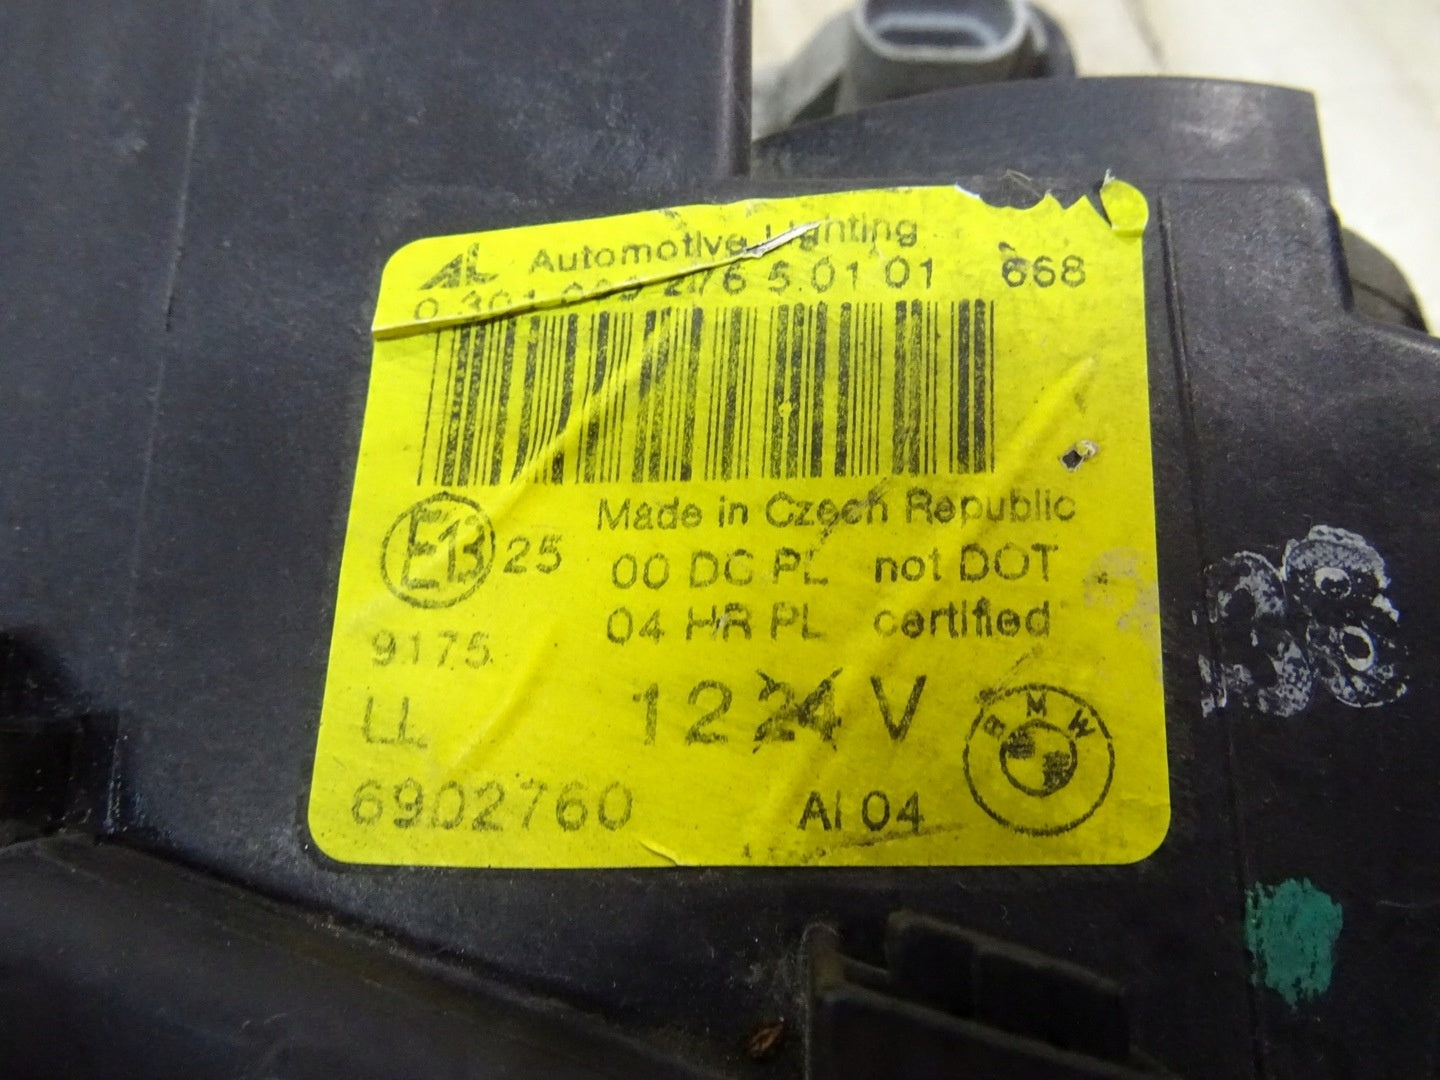 AL Automotive Lighting
5.01 01 668
Made in Czech Republic
E13 25
00 DC PL not DOT
04 HR PL certified
9175
LL
12 24 V
BMW
6902760
AI 04